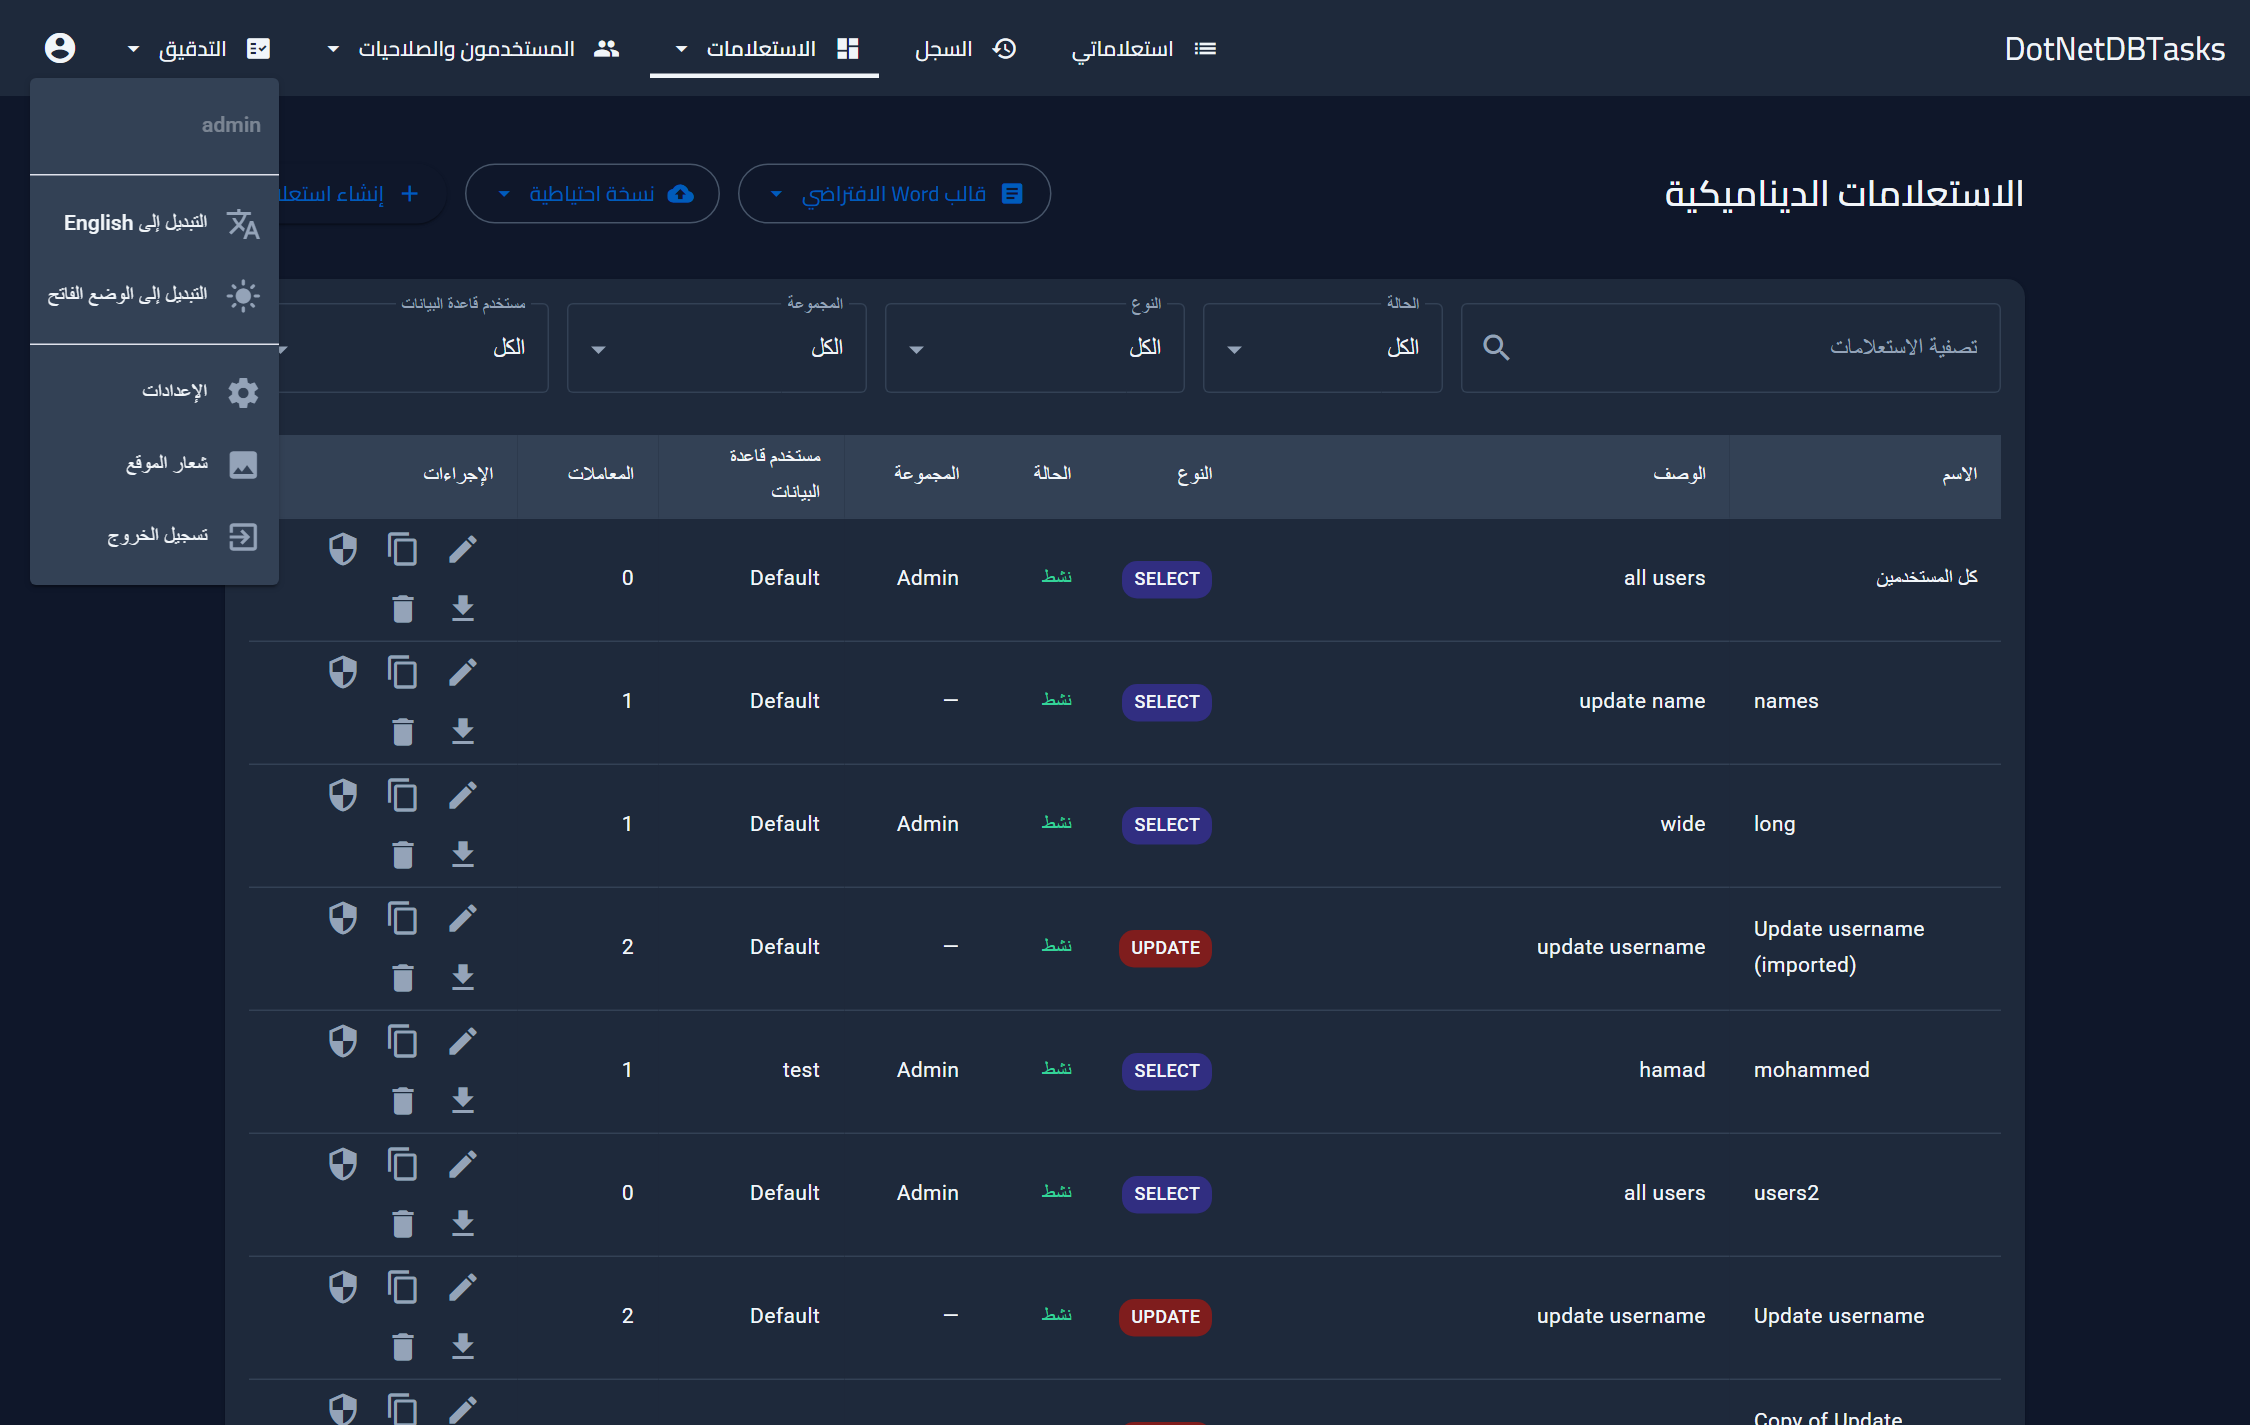 DotNetDBTasks
استعلاماتي
السجل
الاستعلامات
المستخدمون والصلاحيات
التدقيق
admin
التبديل إلى English
التبديل إلى الوضع الفاتح
الإعدادات
شعار الموقع
تسجيل الخروج
الاستعلامات الديناميكية
قالب Word الافتراضي
نسخة احتياطية
إنشاء
تصفية الاستعلامات
الحالة
الكل
النوع
الكل
المجموعة
الكل
مستخدم قاعدة البيانات
الكل
الاسم
الوصف
النوع
الحالة
المجموعة
مستخدم قاعدة
البيانات
المعاملات
الإجراءات
كل المستخدمين
all users
SELECT
نشط
Admin
Default
0
names
update name
SELECT
نشط
—
Default
1
long
wide
SELECT
نشط
Admin
Default
1
Update username
(imported)
update username
UPDATE
نشط
—
Default
2
mohammed
hamad
SELECT
نشط
Admin
test
1
users2
all users
SELECT
نشط
Admin
Default
0
Update username
update username
UPDATE
نشط
—
Default
2
Copy of Update